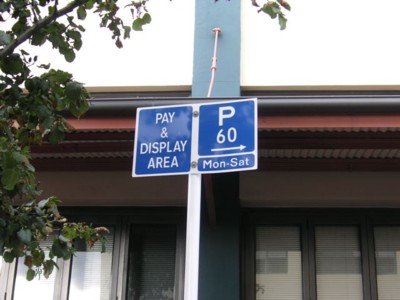 PAY
&
DISPLAY
AREA
P
60
Mon-Sat